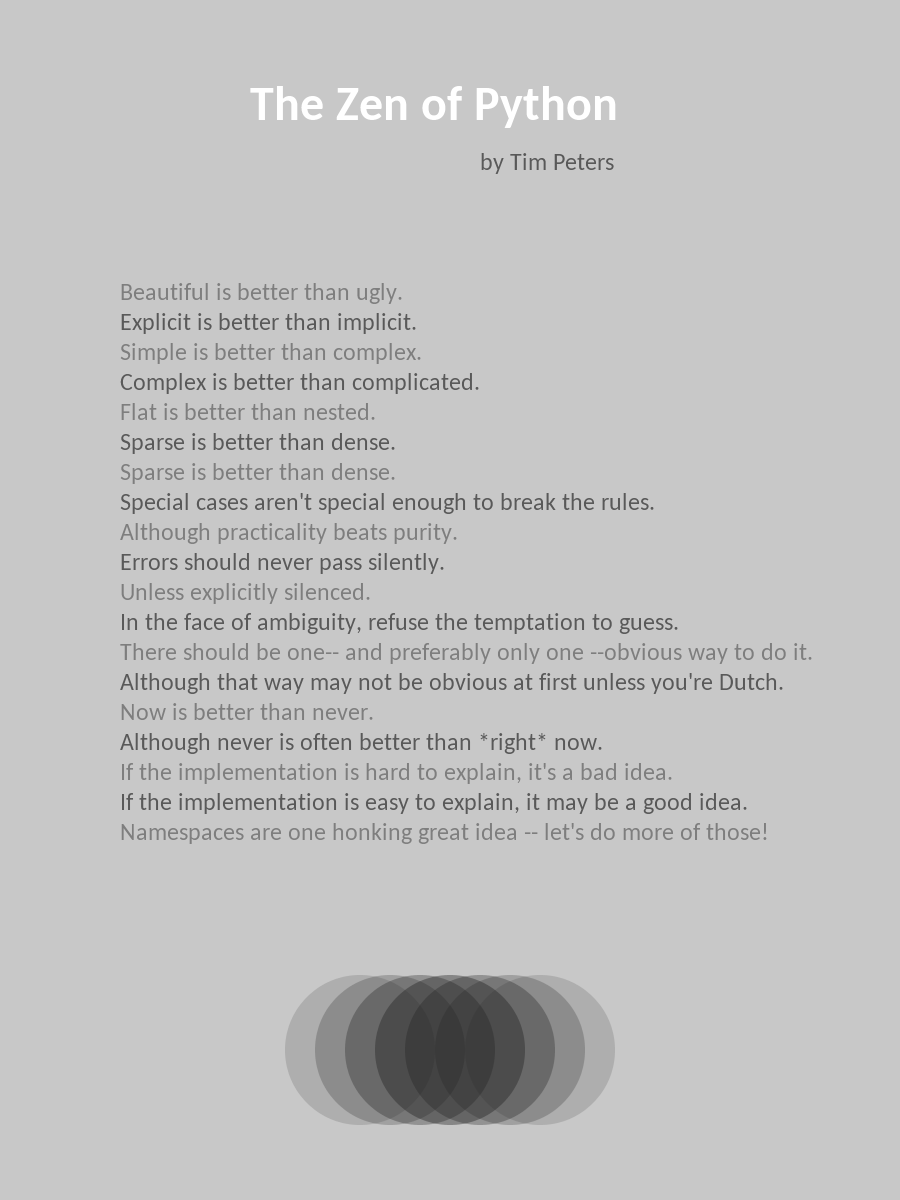 The Zen of Python
by Tim Peters
Beautiful is better than ugly.
Explicit is better than implicit.
Simple is better than complex.
Complex is better than complicated.
Flat is better than nested.
Sparse is better than dense.
Sparse is better than dense.
Special cases aren't special enough to break the rules.
Although practicality beats purity.
Errors should never pass silently.
Unless explicitly silenced.
In the face of ambiguity, refuse the temptation to guess.
There should be one-- and preferably only one --obvious way to do it.
Although that way may not be obvious at first unless you're Dutch.
Now is better than never.
Although never is often better than *right* now.
If the implementation is hard to explain, it's a bad idea.
If the implementation is easy to explain, it may be a good idea.
Namespaces are one honking great idea -- let's do more of those!